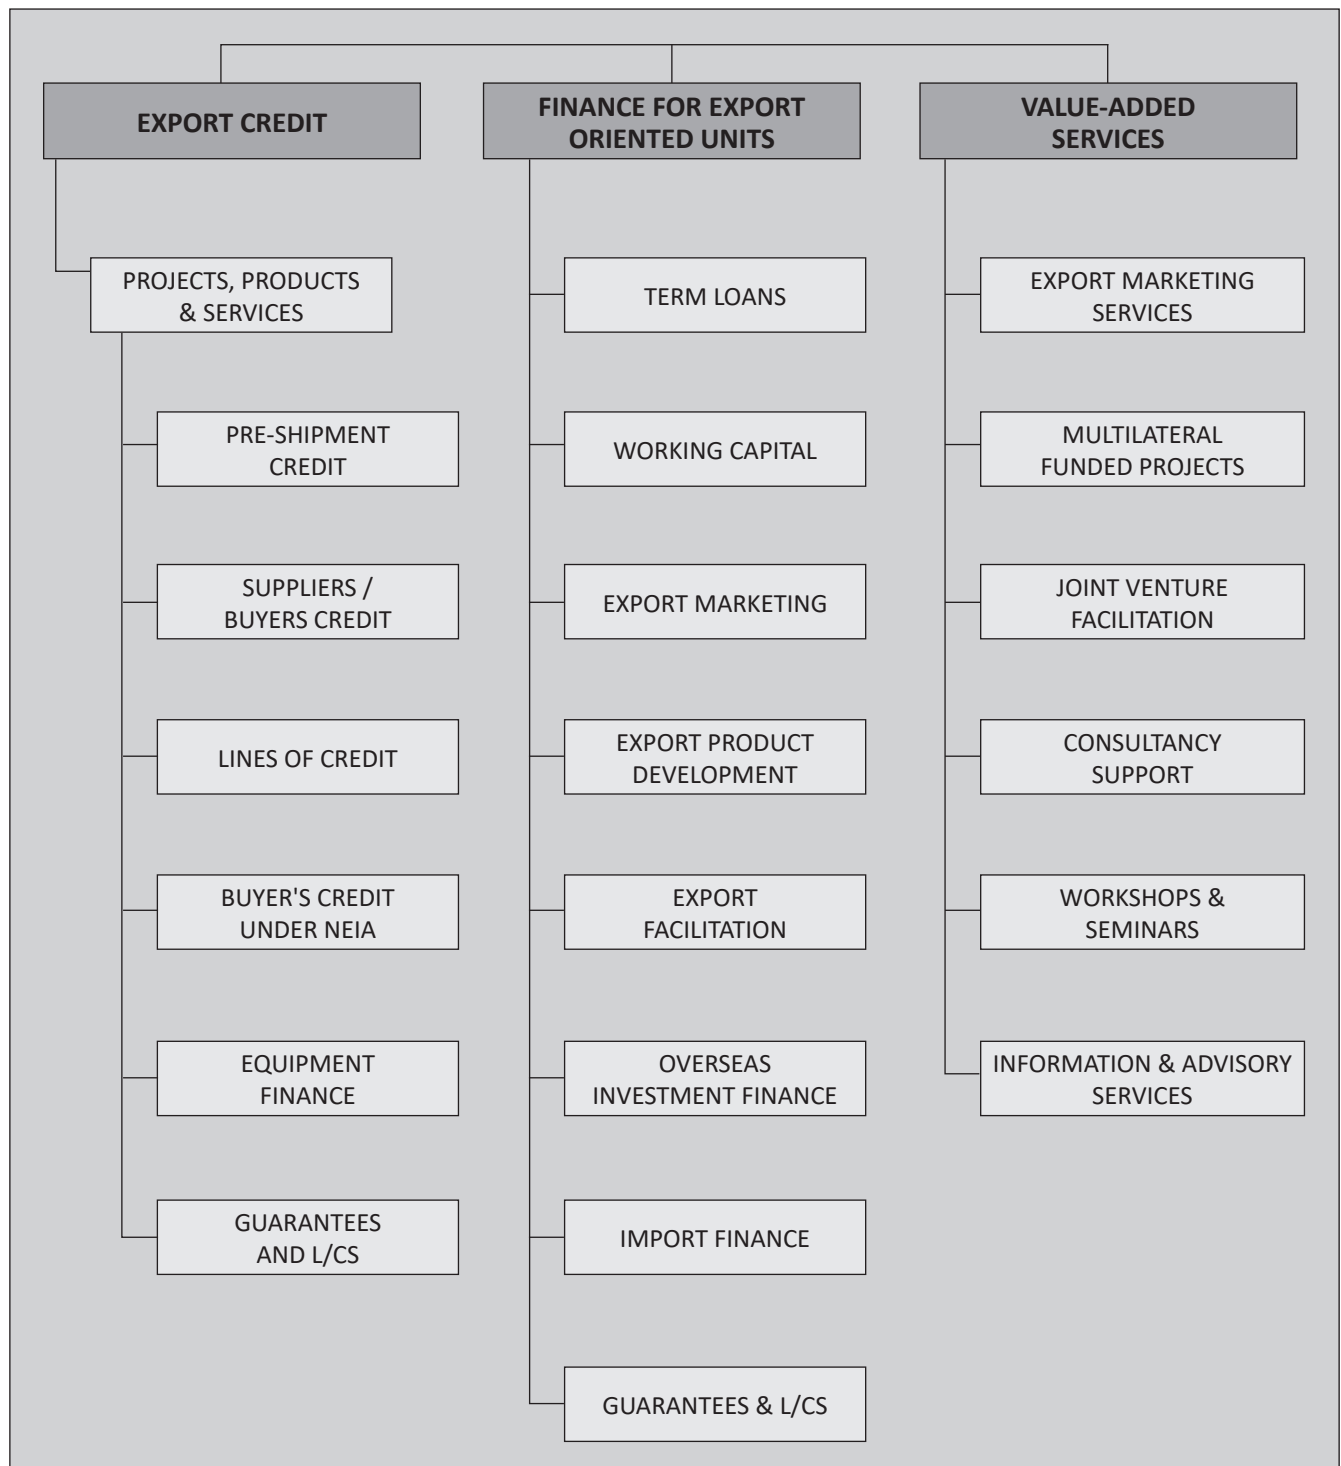 EXPORT CREDIT
PROJECTS, PRODUCTS
& SERVICES
PRE-SHIPMENT
CREDIT
SUPPLIERS /
BUYERS CREDIT
LINES OF CREDIT
BUYER'S CREDIT
UNDER NEIA
EQUIPMENT
FINANCE
GUARANTEES
AND L/CS
FINANCE FOR EXPORT
ORIENTED UNITS
TERM LOANS
WORKING CAPITAL
EXPORT MARKETING
EXPORT PRODUCT
DEVELOPMENT
EXPORT
FACILITATION
OVERSEAS
INVESTMENT FINANCE
IMPORT FINANCE
GUARANTEES & L/CS
VALUE-ADDED
SERVICES
EXPORT MARKETING
SERVICES
MULTILATERAL
FUNDED PROJECTS
JOINT VENTURE
FACILITATION
CONSULTANCY
SUPPORT
WORKSHOPS &
SEMINARS
INFORMATION & ADVISORY
SERVICES